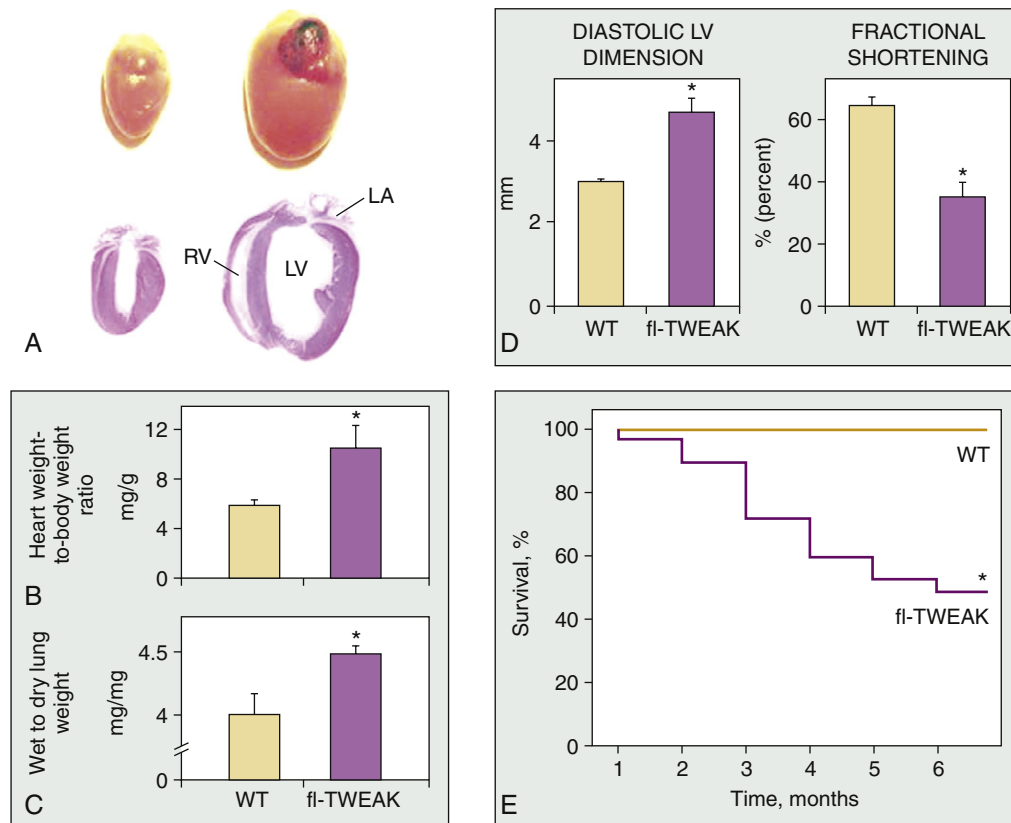 LA
RV
LV
A
DIASTOLIC LV
DIMENSION
mm
4
2
0
*
WT
fl-TWEAK
FRACTIONAL
SHORTENING
% (percent)
60
40
20
0
*
WT
fl-TWEAK
D
Heart weight-
to-body weight
ratio
mg/g
12
8
4
0
*
B
Wet to dry lung
weight
mg/mg
4.5
4
0
*
WT
fl-TWEAK
C
Survival, %
100
80
60
40
20
0
WT
*
fl-TWEAK
1 2 3 4 5 6
Time, months
E